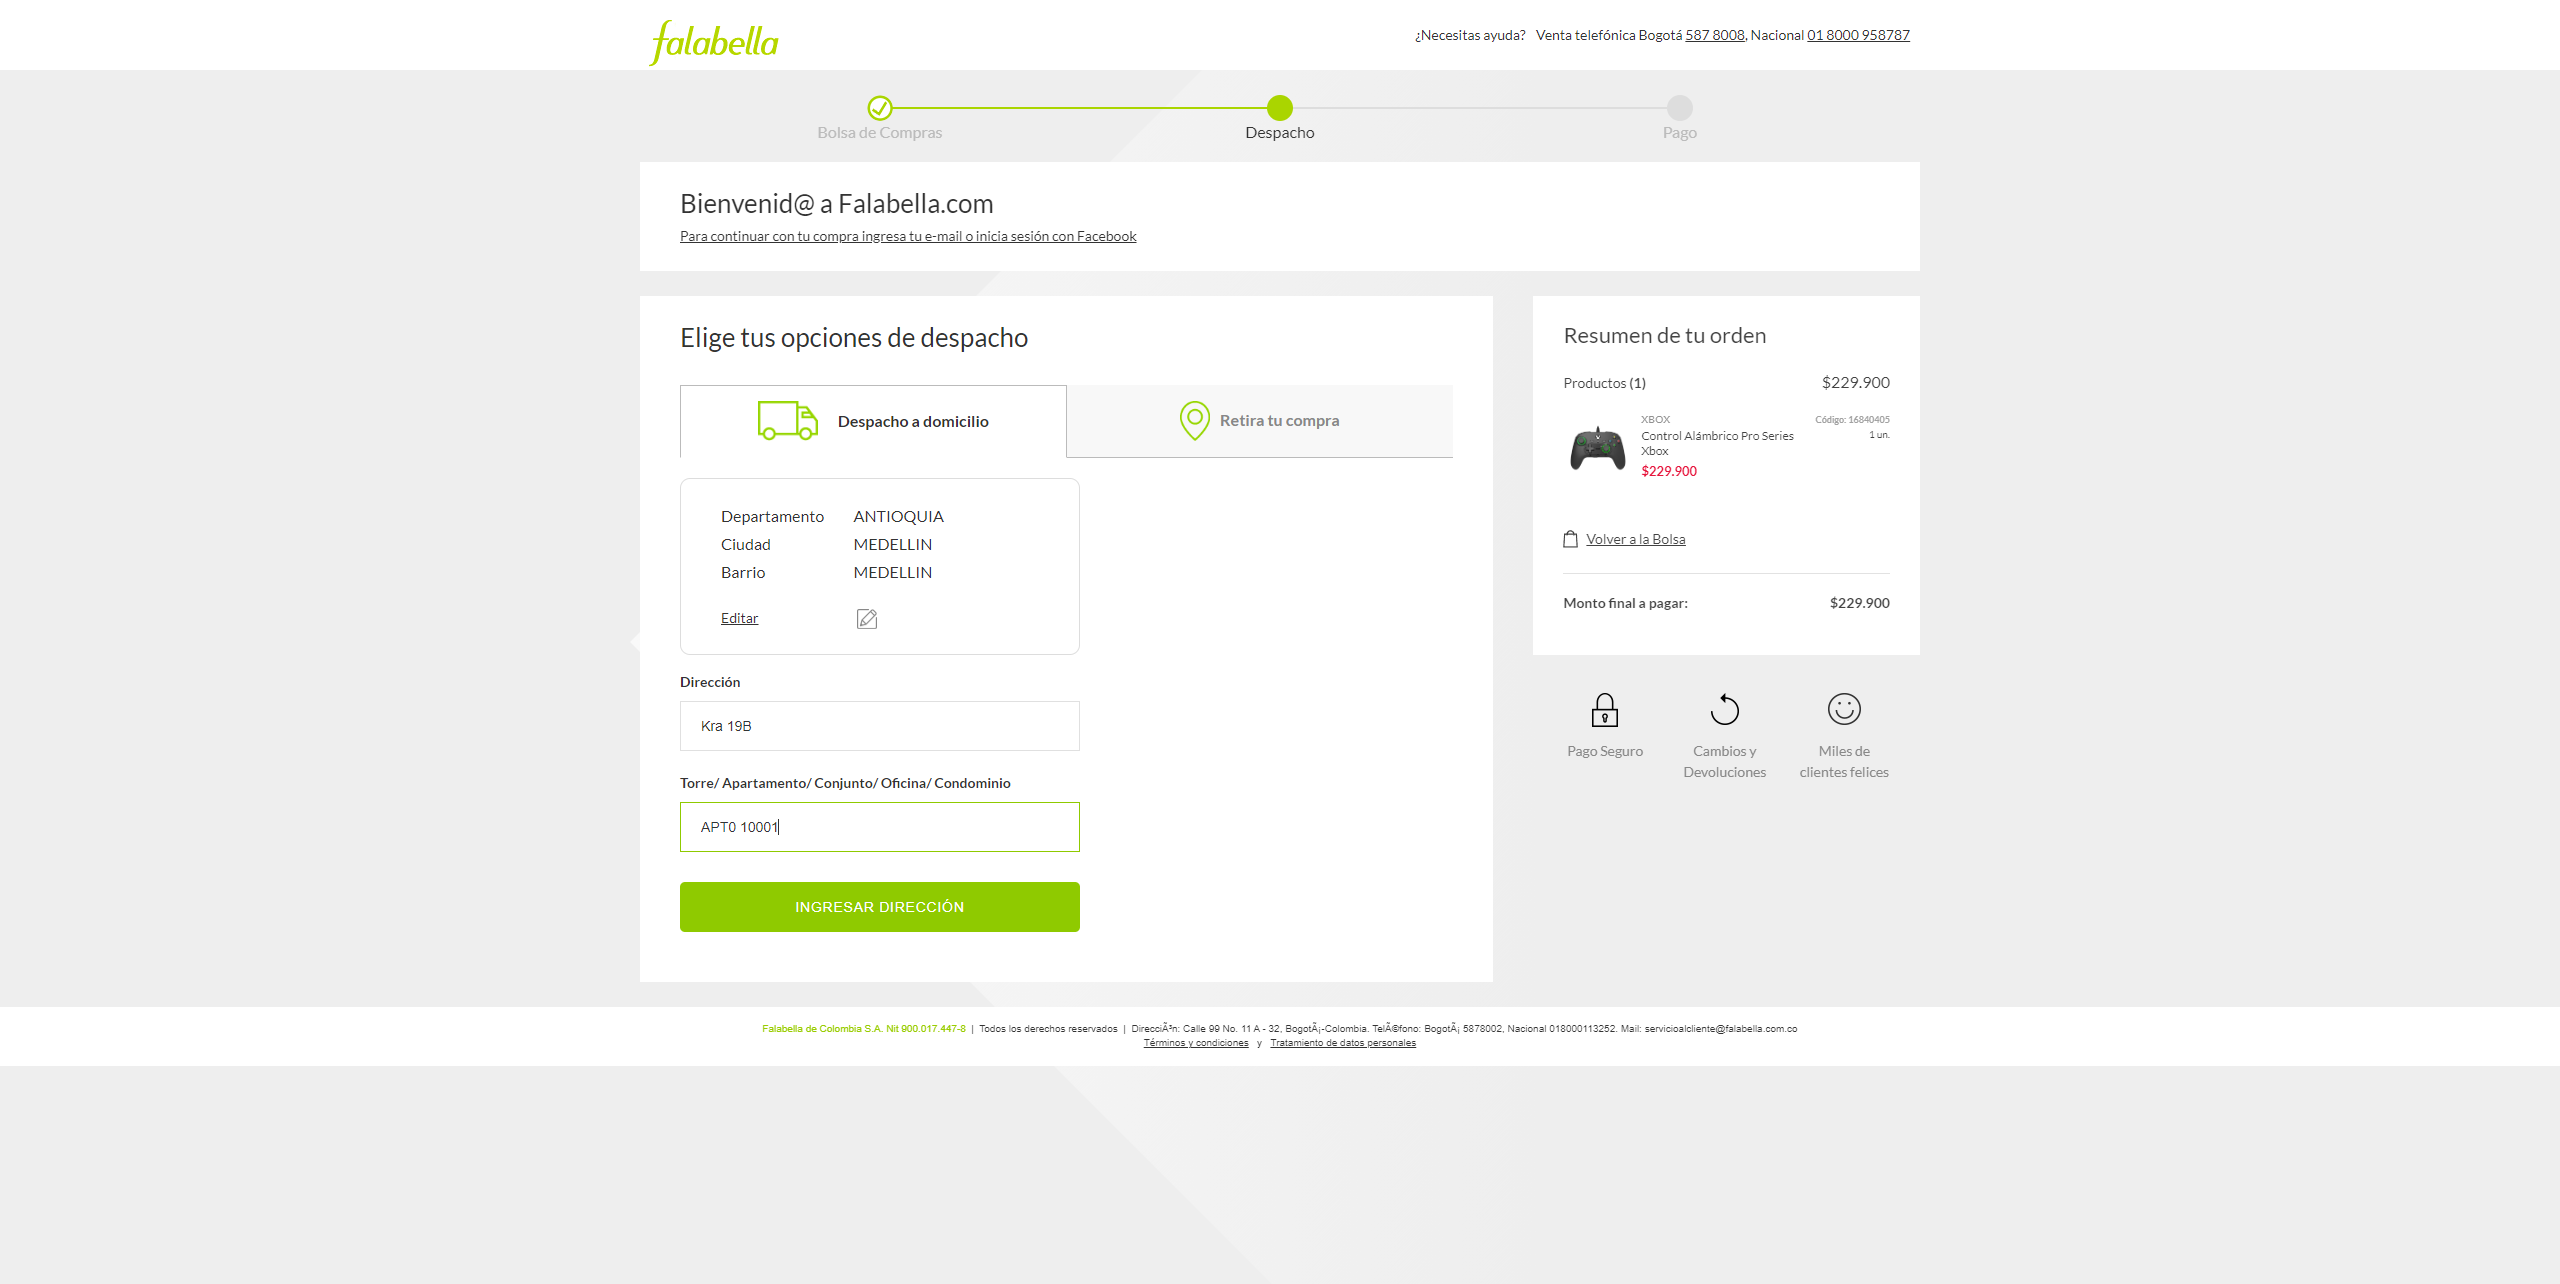 falabella
¿Necesitas ayuda? Venta telefónica Bogotá 587 8008, Nacional 01 8000 958787
Bolsa de Compras
Despacho
Pago
Bienvenid@ a Falabella.com
Para continuar con tu compra ingresa tu e-mail o inicia sesión con Facebook
Elige tus opciones de despacho
Despacho a domicilio
Retira tu compra
Departamento ANTIOQUIA
Ciudad MEDELLIN
Barrio MEDELLIN
Editar
Dirección
Kra 19B
Torre/ Apartamento/ Conjunto/ Oficina/ Condominio
APT0 10001
INGRESAR DIRECCIÓN
Resumen de tu orden
Productos (1) $229.900
XBOX Código: 16840405
Control Alámbrico Pro Series 1 un.
Xbox
$229.900
Volver a la Bolsa
Monto final a pagar: $229.900
Pago Seguro
Cambios y
Devoluciones
Miles de
clientes felices
Falabella de Colombia S.A. Nit 900.017.447-8 | Todos los derechos reservados | DirecciÃ³n: Calle 99 No. 11 A - 32, BogotÃ¡-Colombia. TelÃ©fono: BogotÃ¡ 5878002, Nacional 018000113252. Mail: servicioalcliente@falabella.com.co
Términos y condiciones y Tratamiento de datos personales